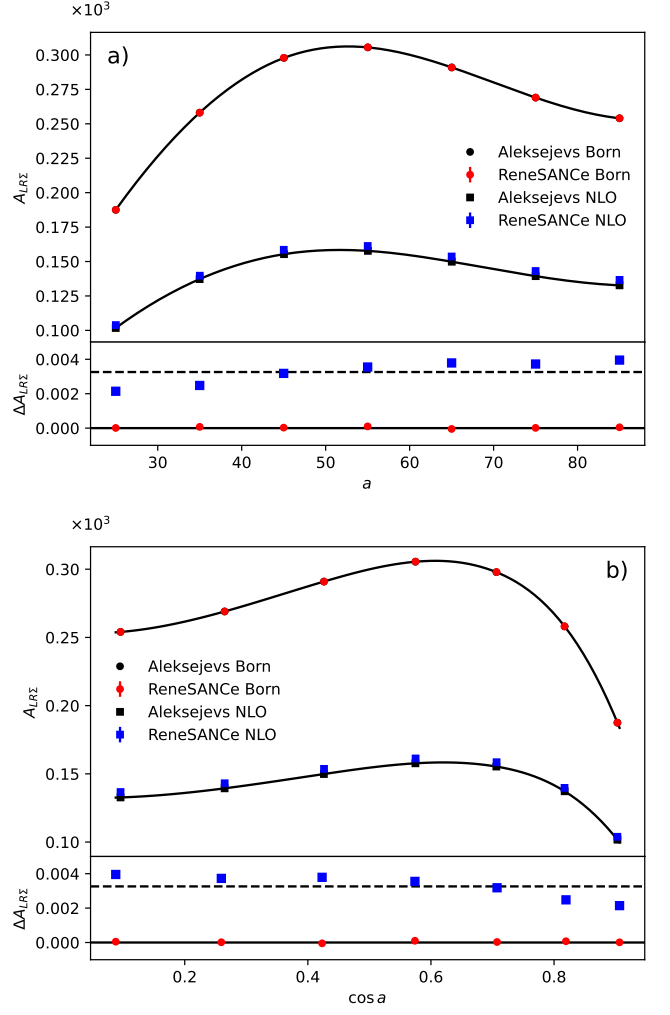 ×10³
a)
0.300
0.275
0.250
0.225
0.200
0.175
0.150
0.125
0.100
A_{LRΣ}
Aleksejevs Born
ReneSANCe Born
Aleksejevs NLO
ReneSANCe NLO
0.004
0.002
0.000
ΔA_{LRΣ}
30 40 50 60 70 80
a
×10³
b)
0.30
0.25
0.20
0.15
0.10
A_{LRΣ}
Aleksejevs Born
ReneSANCe Born
Aleksejevs NLO
ReneSANCe NLO
0.004
0.002
0.000
ΔA_{LRΣ}
0.2 0.4 0.6 0.8
cos a